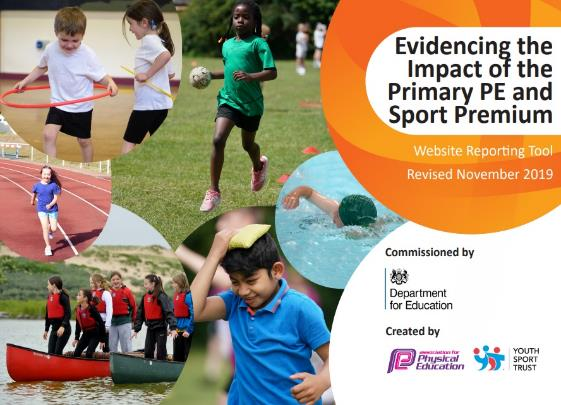 Evidencing the
Impact of the
Primary PE and
Sport Premium
Website Reporting Tool
Revised November 2019
Commissioned by
Department
for Education
Created by
association for
Physical
Education
YOUTH
SPORT
TRUST